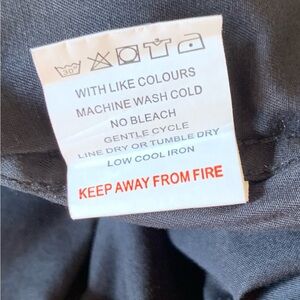 30°
WITH LIKE COLOURS
MACHINE WASH COLD
NO BLEACH
GENTLE CYCLE
LINE DRY OR TUMBLE DRY
LOW COOL IRON
KEEP AWAY FROM FIRE